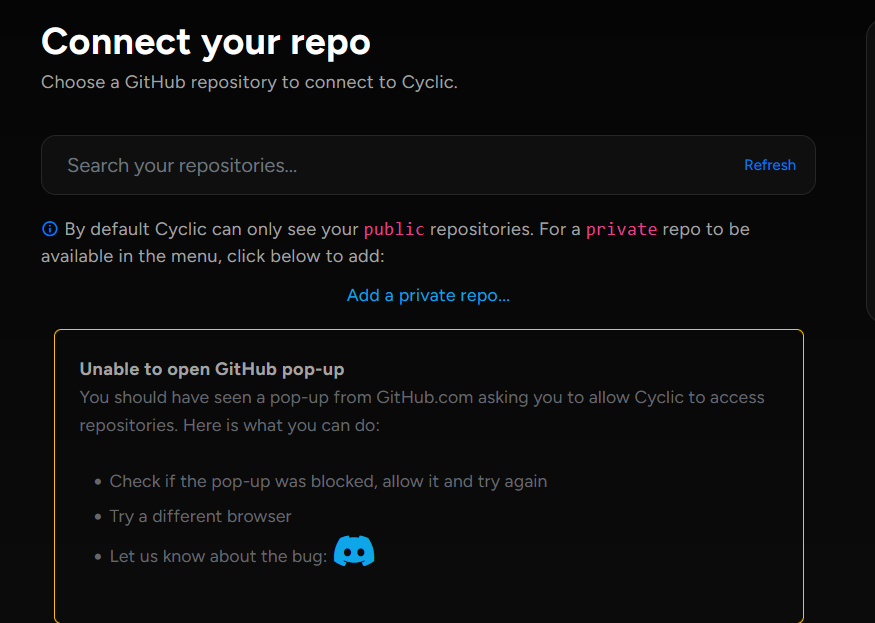 Connect your repo
Choose a GitHub repository to connect to Cyclic.
Search your repositories...
Refresh
By default Cyclic can only see your public repositories. For a private repo to be
available in the menu, click below to add:
Add a private repo...
Unable to open GitHub pop-up
You should have seen a pop-up from GitHub.com asking you to allow Cyclic to access
repositories. Here is what you can do:
Check if the pop-up was blocked, allow it and try again
Try a different browser
Let us know about the bug: